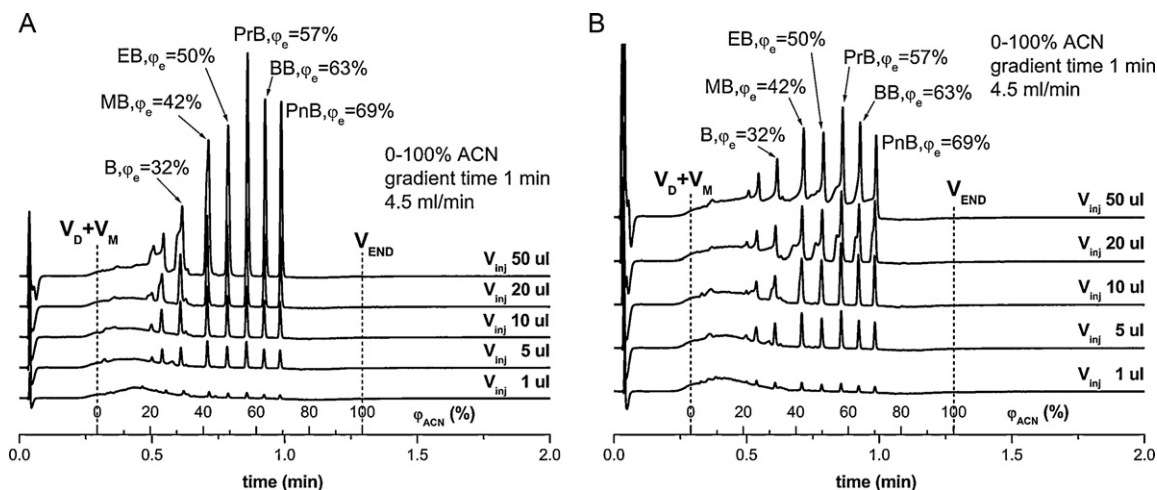 A
PrB,φe=57%
EB,φe=50%
BB,φe=63%
MB,φe=42%
PnB,φe=69%
B,φe=32%
0-100% ACN
gradient time 1 min
4.5 ml/min
VD+VM
VEND
Vinj 50 ul
Vinj 20 ul
Vinj 10 ul
Vinj 5 ul
Vinj 1 ul
0 20 40 60 80 100 φACN (%)
0.0 0.5 1.0 1.5 2.0
time (min)
B
EB,φe=50%
PrB,φe=57%
MB,φe=42%
BB,φe=63%
B,φe=32%
PnB,φe=69%
0-100% ACN
gradient time 1 min
4.5 ml/min
VD+VM
VEND
Vinj 50 ul
Vinj 20 ul
Vinj 10 ul
Vinj 5 ul
Vinj 1 ul
0 20 40 60 80 100 φACN (%)
0.0 0.5 1.0 1.5 2.0
time (min)